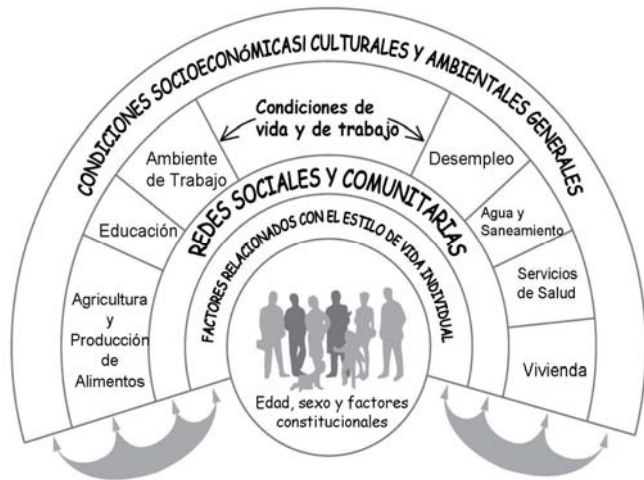 CONDICIONES SOCIOECONÓMICASI CULTURALES Y AMBIENTALES GENERALES
Condiciones de
vida y de trabajo
Ambiente
de Trabajo
Desempleo
REDES SOCIALES Y COMUNITARIAS
Educación
Agua y
Saneamiento
FACTORES RELACIONADOS CON EL ESTILO DE VIDA INDIVIDUAL
Servicios
de Salud
Agricultura
y
Producción
de
Alimentos
Vivienda
Edad, sexo y factores
constitucionales